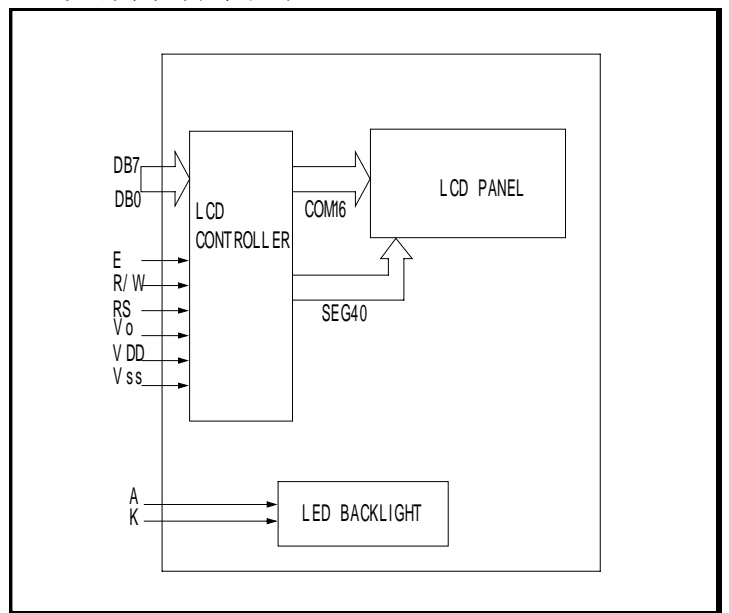 DB7
DB0
LCD
CONTROLLER
COM16
LCD PANEL
SEG40
E
R/W
RS
Vo
VDD
Vss
A
K
LED BACKLIGHT